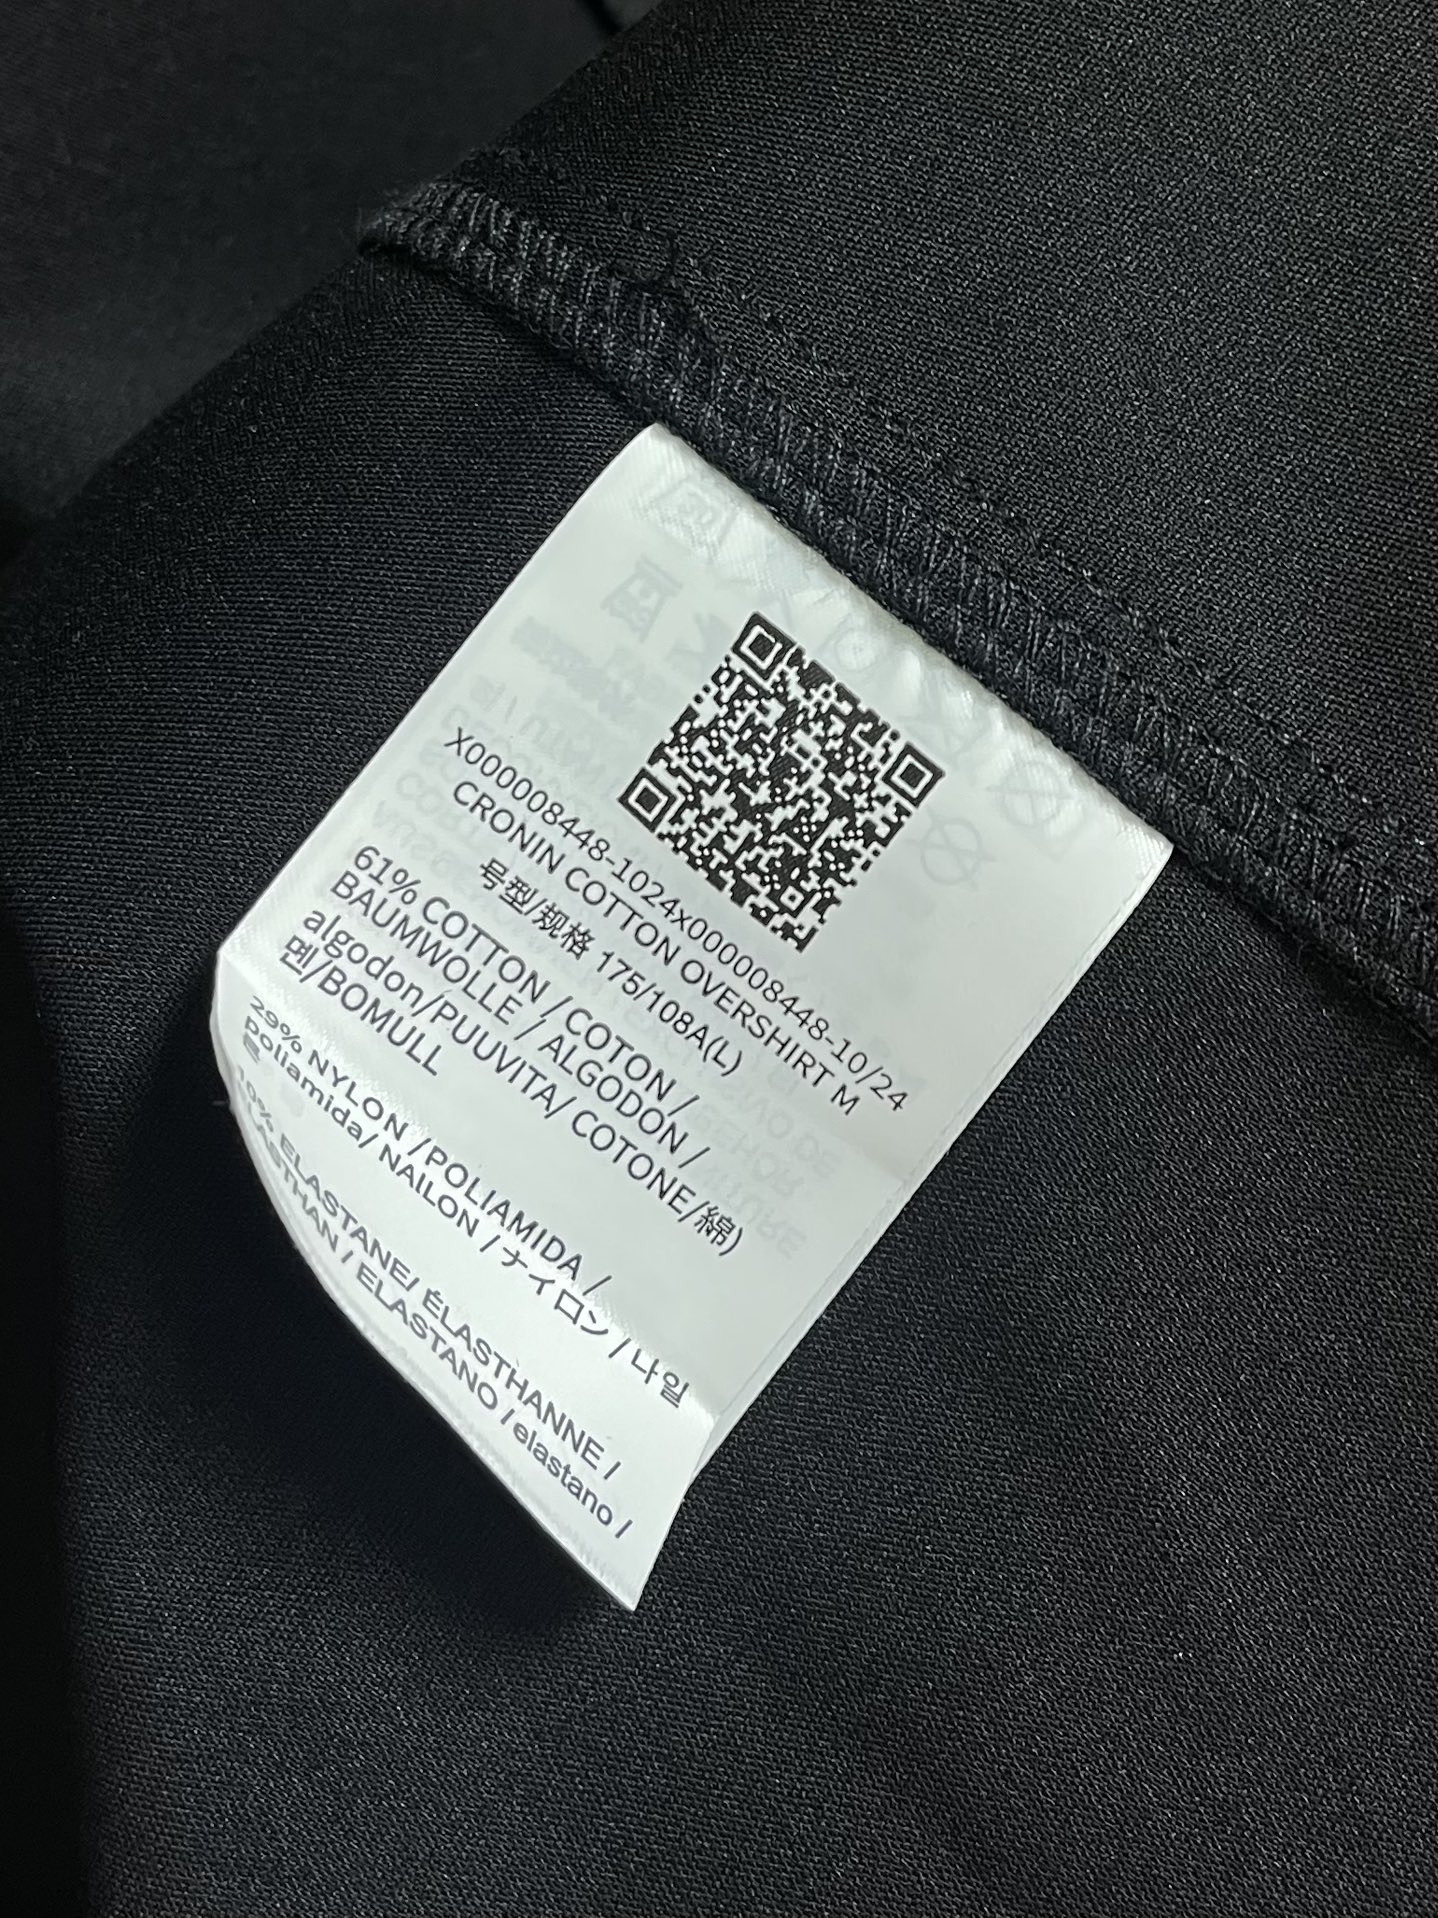 X000008448-1024x000008448-10/24
CRONIN COTTON OVERSHIRT M
号型/规格 175/108A(L)
61% COTTON / COTON /
BAUMWOLLE / ALGODON /
algodon/PUUVITA/ COTONE/綿)
면/BOMULL
29% NYLON / POLIAMIDA /
poliamida/ NAILON / ナイロン / 나일
론
10% ELASTANE/ ÉLASTHANNE /
ELASTHAN / ELASTANO / elastano /